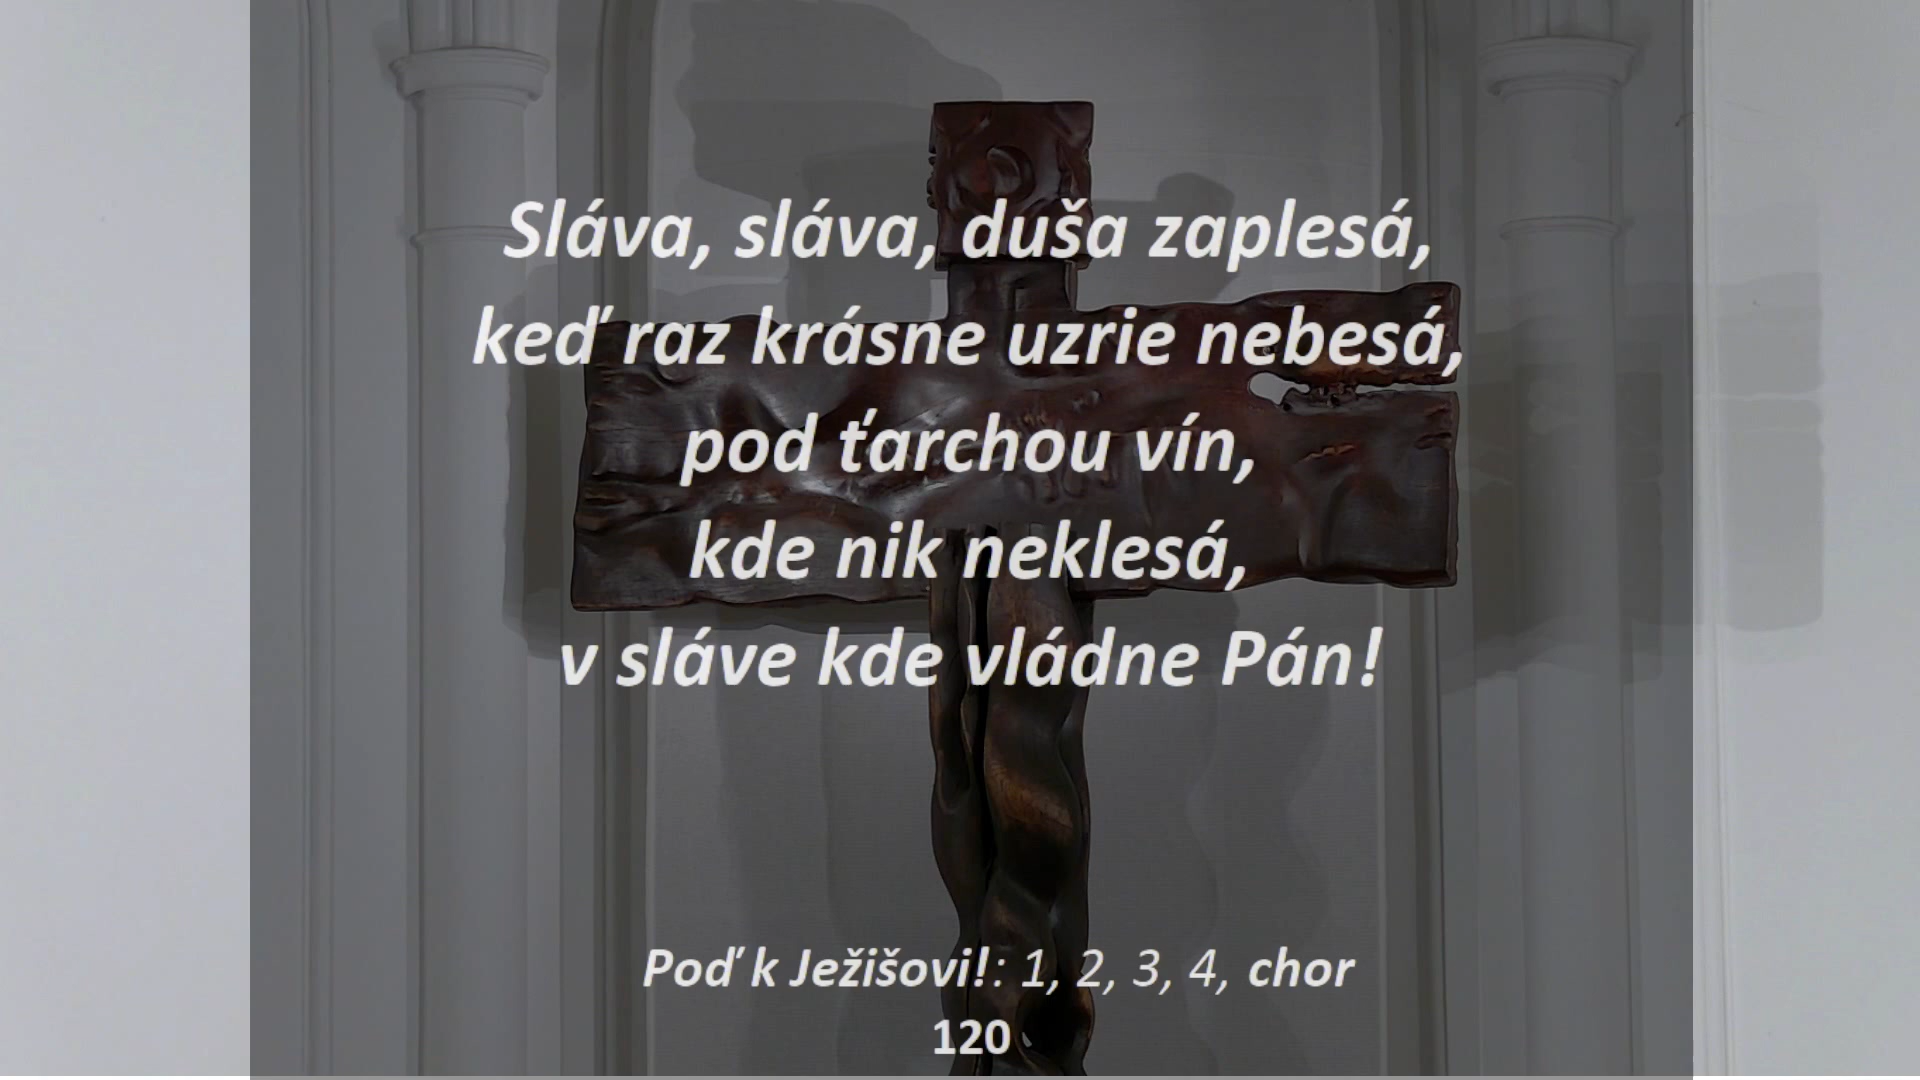 Sláva, sláva, duša zaplesá,
keď raz krásne uzrie nebesá,
pod ťarchou vín,
kde nik neklesá,
v sláve kde vládne Pán!
Poď k Ježišovi!: 1, 2, 3, 4, chor
120